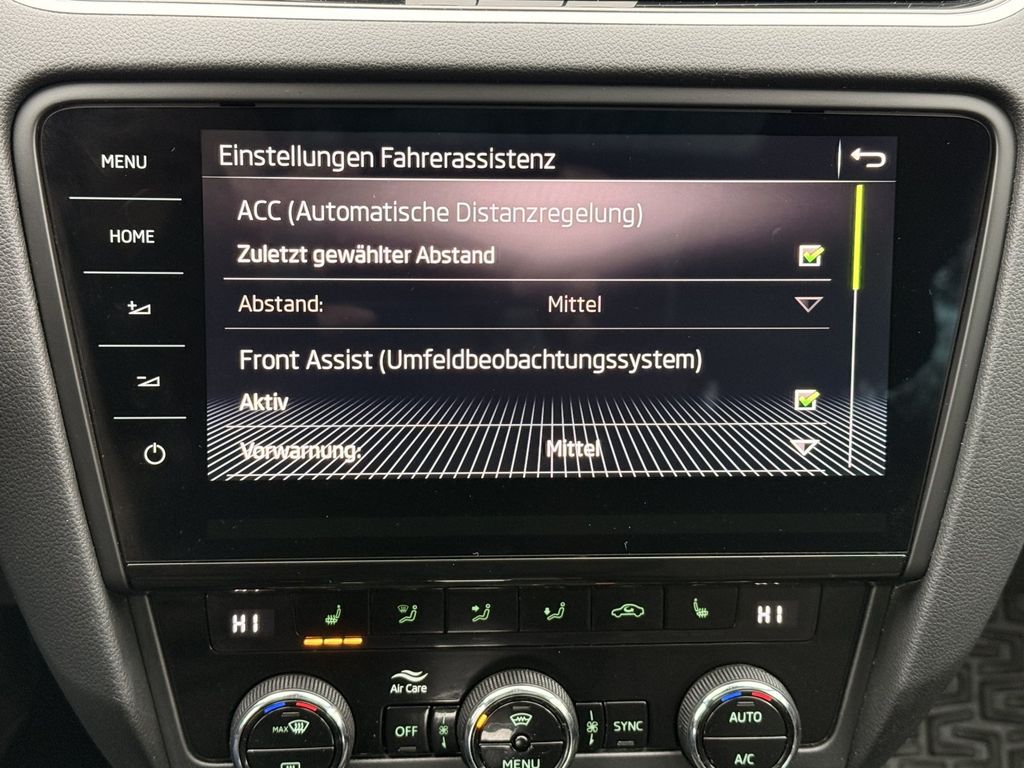 MENU
HOME
Einstellungen Fahrerassistenz
ACC (Automatische Distanzregelung)
Zuletzt gewählter Abstand
Abstand: Mittel
Front Assist (Umfeldbeobachtungssystem)
Aktiv
Vorwarnung: Mittel
HI
HI
Air Care
MAX
OFF
MENU
SYNC
AUTO
A/C